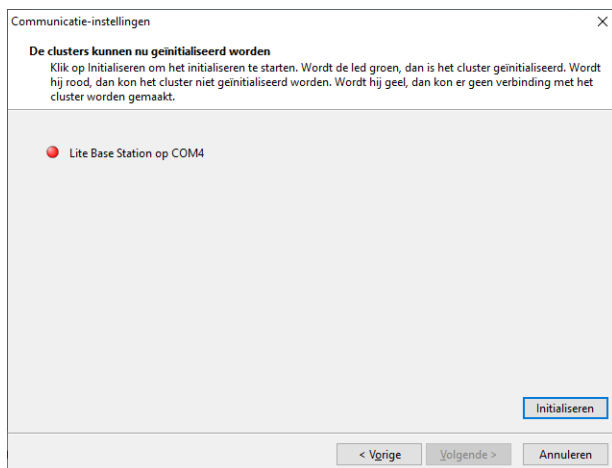 Communicatie-instellingen
De clusters kunnen nu geïnitialiseerd worden
Klik op Initialiseren om het initialiseren te starten. Wordt de led groen, dan is het cluster geïnitialiseerd. Wordt
hij rood, dan kon het cluster niet geïnitialiseerd worden. Wordt hij geel, dan kon er geen verbinding met het
cluster worden gemaakt.
Lite Base Station op COM4
Initialiseren
< Vorige
Volgende >
Annuleren